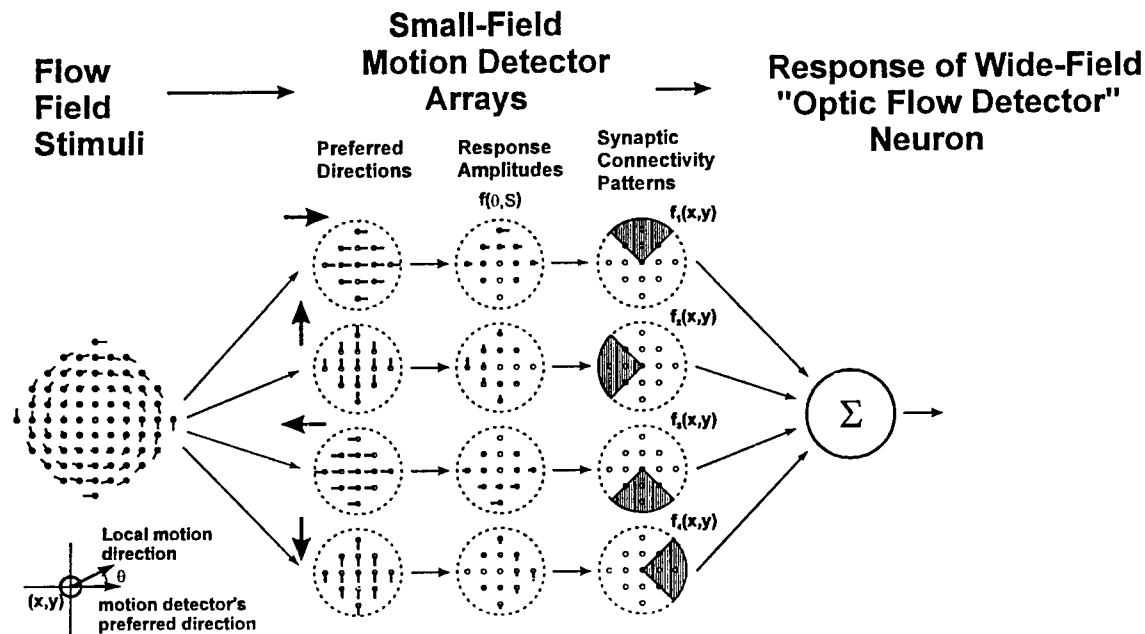 Flow
Field
Stimuli
Small-Field
Motion Detector
Arrays
Response of Wide-Field
"Optic Flow Detector"
Neuron
Preferred
Directions
Response
Amplitudes
f(θ,S)
Synaptic
Connectivity
Patterns
f₁(x,y)
f₂(x,y)
f₃(x,y)
f₄(x,y)
Σ
Local motion
direction
θ
(x,y)
motion detector's
preferred direction